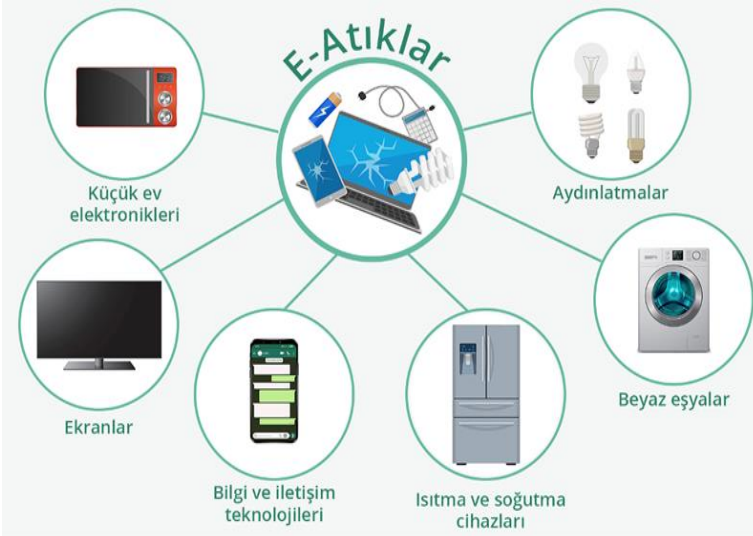 E-Atıklar
Küçük ev
elektronikleri
Aydınlatmalar
Ekranlar
Beyaz eşyalar
Bilgi ve iletişim
teknolojileri
Isıtma ve soğutma
cihazları